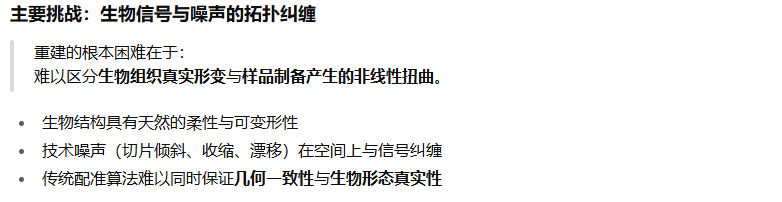 主要挑战：生物信号与噪声的拓扑纠缠
重建的根本困难在于：
难以区分生物组织真实形变与样品制备产生的非线性扭曲。
生物结构具有天然的柔性与可变形性
技术噪声（切片倾斜、收缩、漂移）在空间上与信号纠缠
传统配准算法难以同时保证几何一致性与生物形态真实性